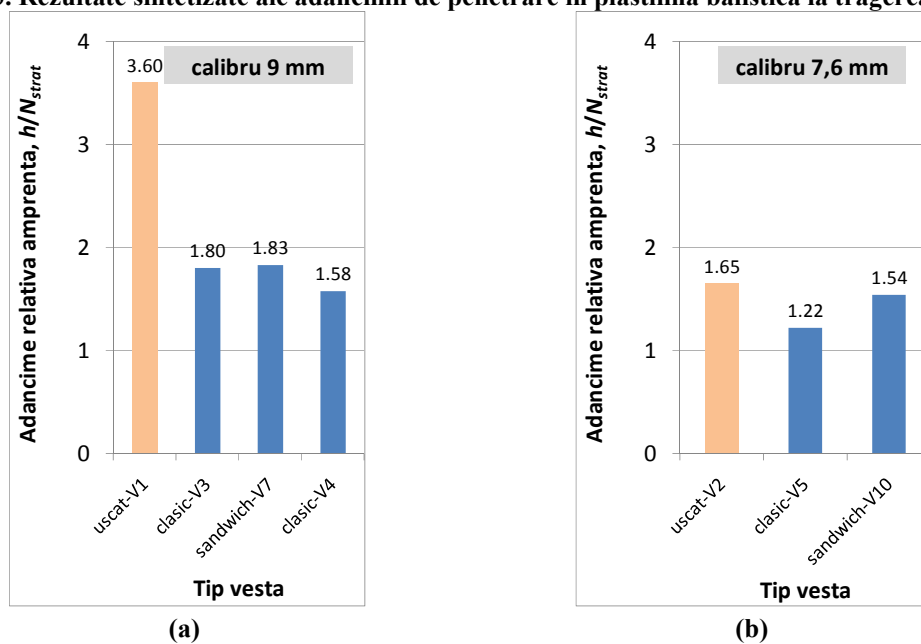 Rezultate sintetizate ale adancimii de penetrare in plastilina balistica la tragerea
calibru 9 mm
Adancime relativa amprenta, h/Nstrat
4
3
2
1
0
3.60
1.80
1.83
1.58
uscat-V1
clasic-V3
sandwich-V7
clasic-V4
Tip vesta
(a)
calibru 7,6 mm
Adancime relativa amprenta, h/Nstrat
4
3
2
1
0
1.65
1.22
1.54
uscat-V2
clasic-V5
sandwich-V10
Tip vesta
(b)